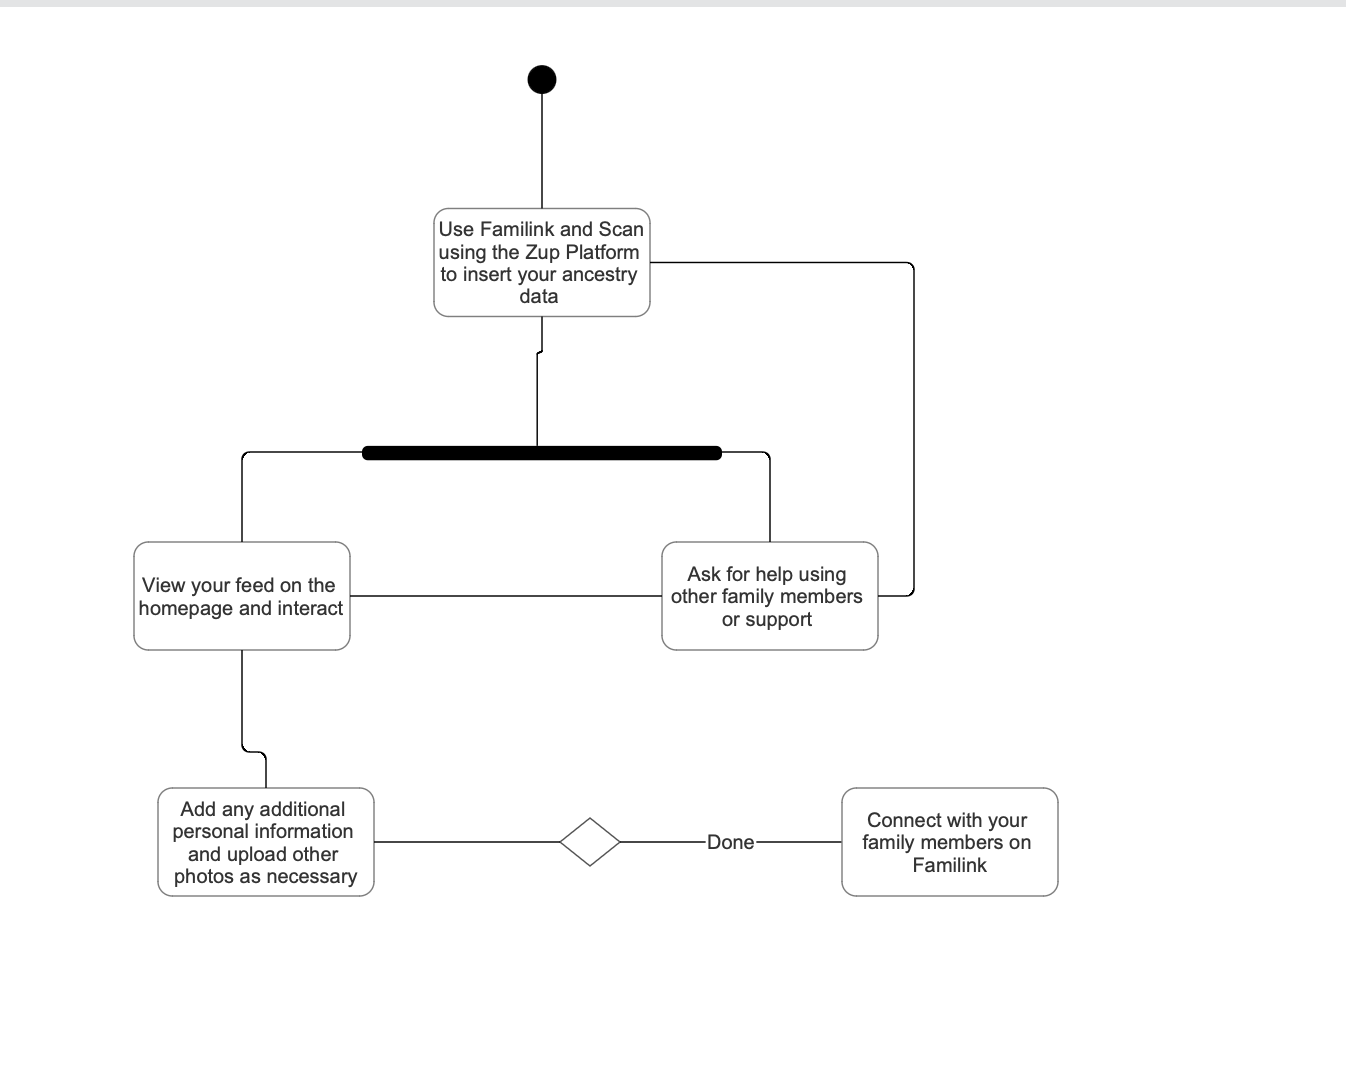 Use Familink and Scan
using the Zup Platform
to insert your ancestry
data
View your feed on the
homepage and interact
Ask for help using
other family members
or support
Add any additional
personal information
and upload other
photos as necessary
Done
Connect with your
family members on
Familink